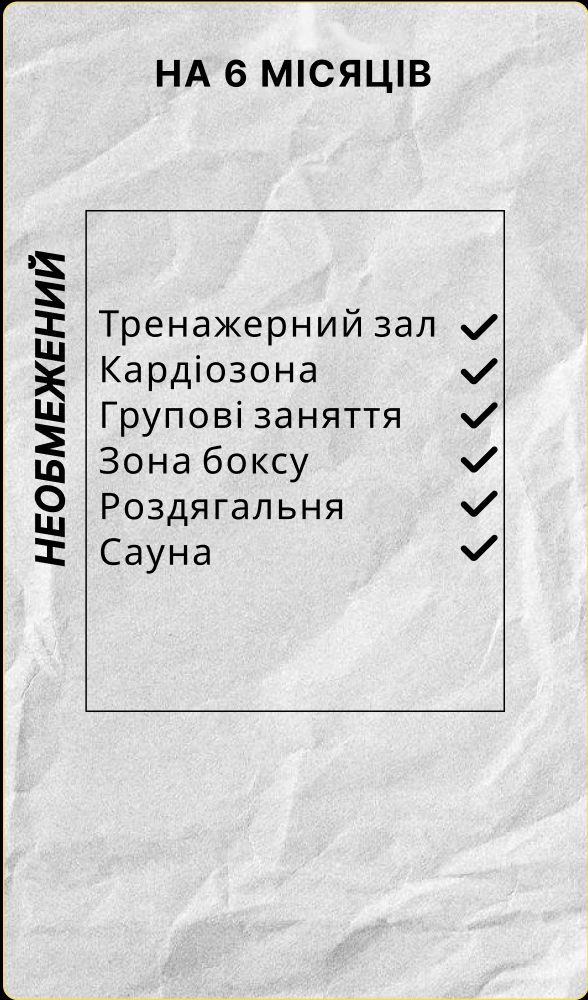 НА 6 МІСЯЦІВ
НЕОБМЕЖЕНИЙ
Тренажерний зал ✓
Кардіозона ✓
Групові заняття ✓
Зона боксу ✓
Роздягальня ✓
Сауна ✓